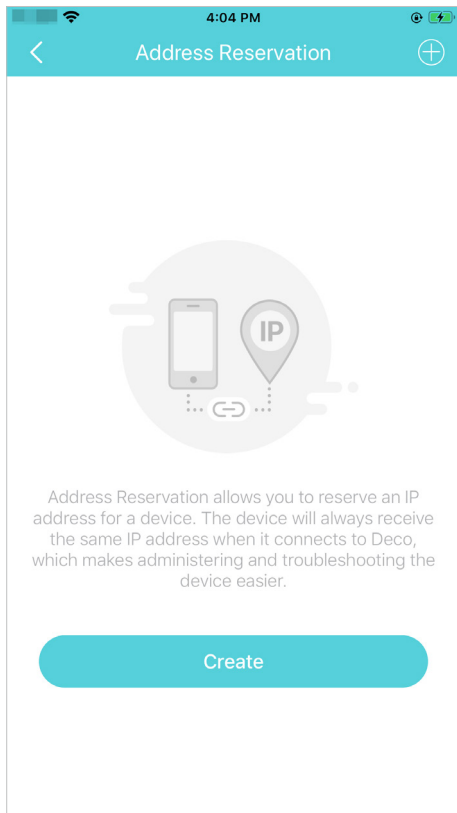 4:04 PM
Address Reservation
IP
Address Reservation allows you to reserve an IP
address for a device. The device will always receive
the same IP address when it connects to Deco,
which makes administering and troubleshooting the
device easier.
Create